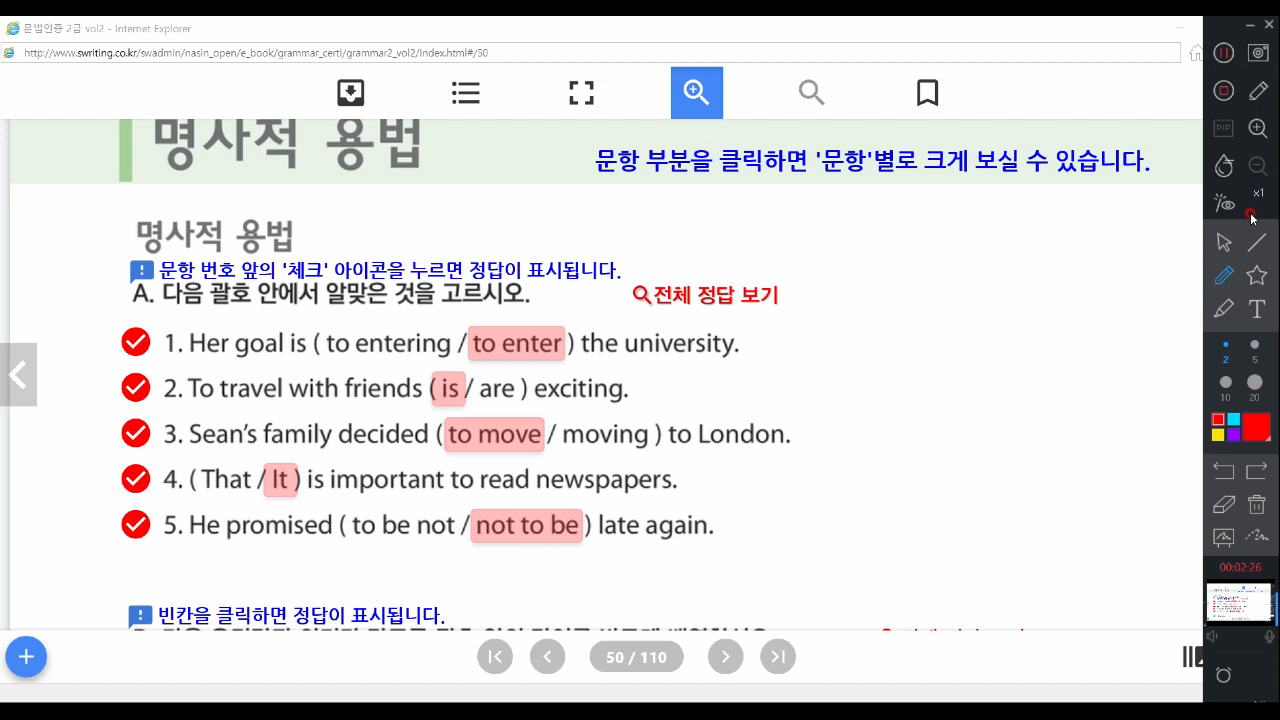 문법인증 2급 vol2 - Internet Explorer
http://www.swriting.co.kr/swadmin/nasin_open/e_book/grammar_certi/grammar2_vol2/index.html#/50
명사적 용법
문항 부분을 클릭하면 '문항'별로 크게 보실 수 있습니다.
명사적 용법
문항 번호 앞의 '체크' 아이콘을 누르면 정답이 표시됩니다.
A. 다음 괄호 안에서 알맞은 것을 고르시오. 전체 정답 보기
1. Her goal is ( to entering / to enter ) the university.
2. To travel with friends ( is / are ) exciting.
3. Sean’s family decided ( to move / moving ) to London.
4. ( That / It ) is important to read newspapers.
5. He promised ( to be not / not to be ) late again.
빈칸을 클릭하면 정답이 표시됩니다.
50 / 110
PIP
x1
T
2 5
10 20
00:02:26